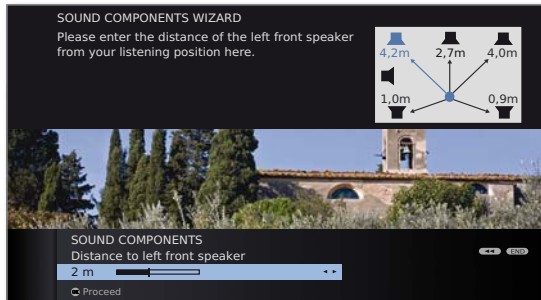 SOUND COMPONENTS WIZARD
Please enter the distance of the left front speaker
from your listening position here.
4,2m 2,7m 4,0m
1,0m 0,9m
SOUND COMPONENTS
Distance to left front speaker
2 m
END
OK Proceed